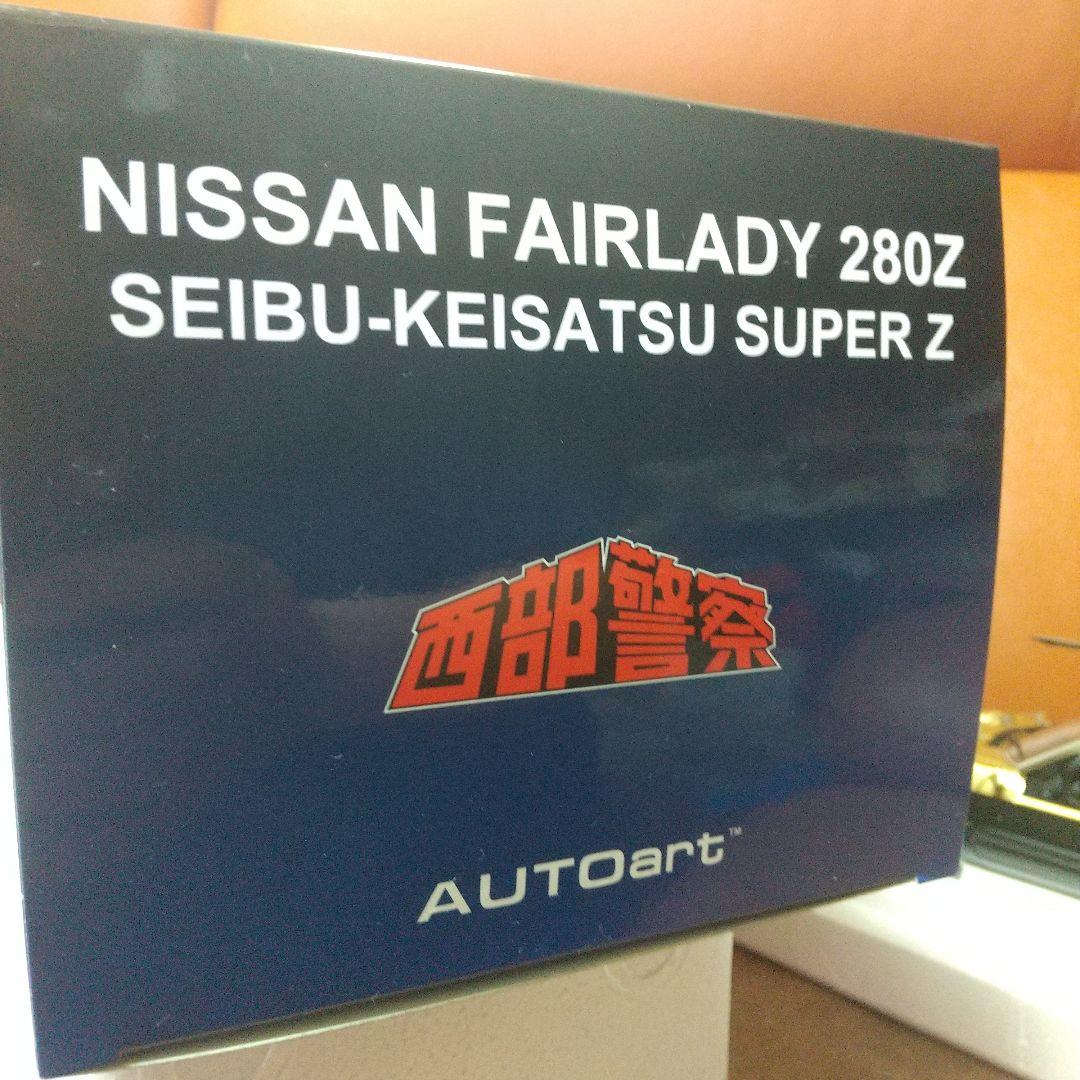 NISSAN FAIRLADY 280Z
SEIBU-KEISATSU SUPER Z
西部警察
AUTOart™